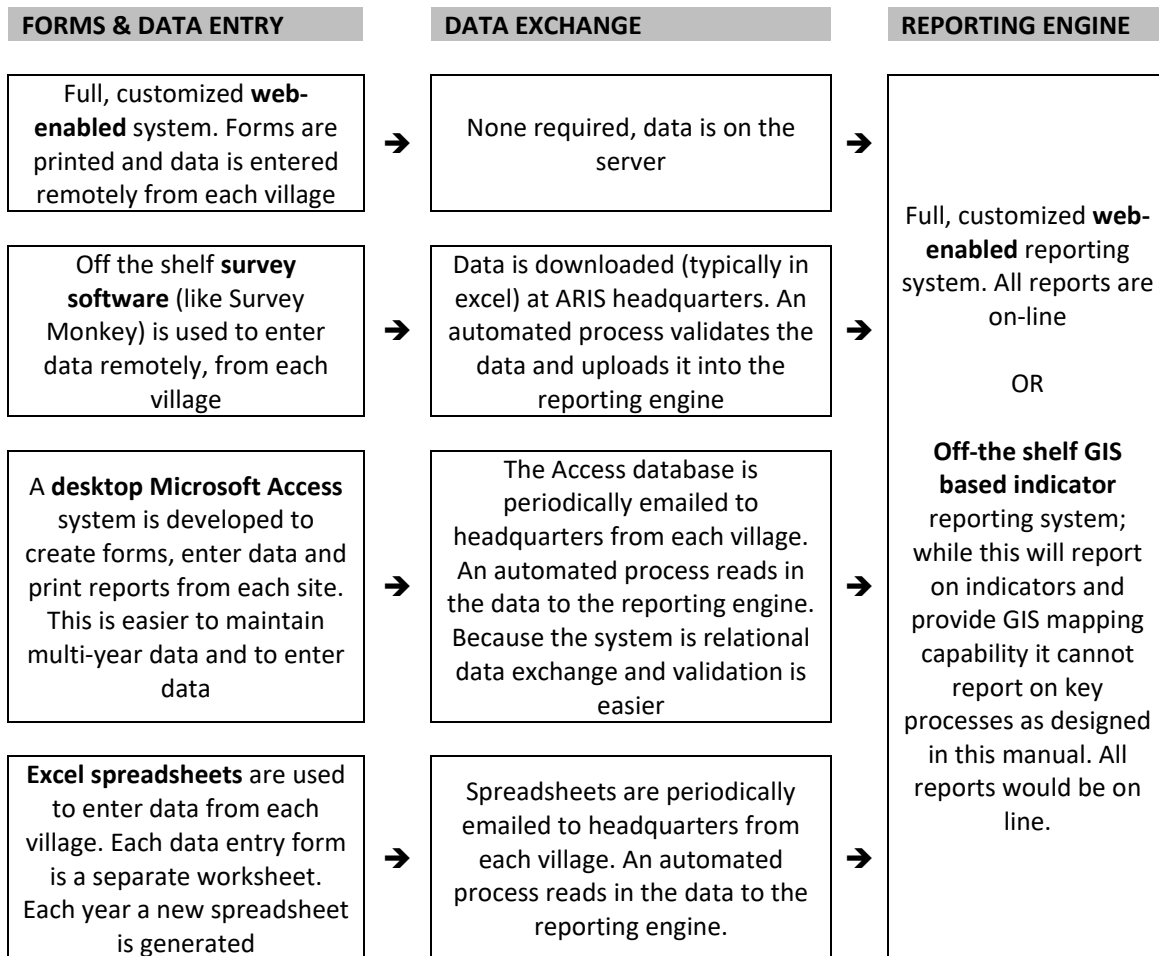 FORMS & DATA ENTRY
DATA EXCHANGE
REPORTING ENGINE
Full, customized web-
enabled system. Forms are
printed and data is entered
remotely from each village
➔
None required, data is on the
server
➔
Off the shelf survey
software (like Survey
Monkey) is used to enter
data remotely, from each
village
➔
Data is downloaded (typically in
excel) at ARIS headquarters. An
automated process validates the
data and uploads it into the
reporting engine
➔
A desktop Microsoft Access
system is developed to
create forms, enter data and
print reports from each site.
This is easier to maintain
multi-year data and to enter
data
➔
The Access database is
periodically emailed to
headquarters from each village.
An automated process reads in
the data to the reporting engine.
Because the system is relational
data exchange and validation is
easier
➔
Excel spreadsheets are used
to enter data from each
village. Each data entry form
is a separate worksheet.
Each year a new spreadsheet
is generated
➔
Spreadsheets are periodically
emailed to headquarters from
each village. An automated
process reads in the data to the
reporting engine.
➔
Full, customized web-
enabled reporting
system. All reports are
on-line
OR
Off-the shelf GIS
based indicator
reporting system;
while this will report
on indicators and
provide GIS mapping
capability it cannot
report on key
processes as designed
in this manual. All
reports would be on
line.